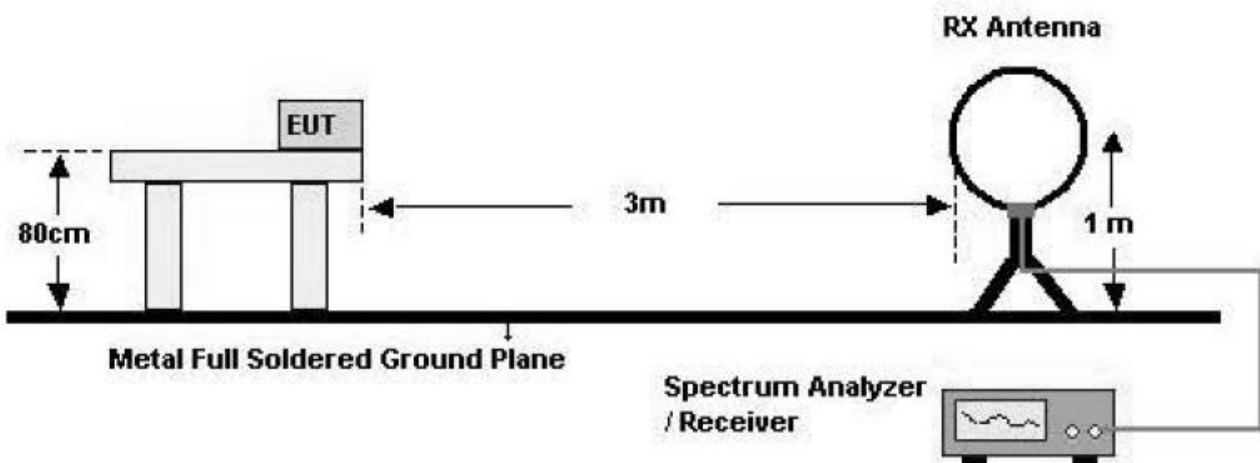 RX Antenna
EUT
80cm
3m
1 m
Metal Full Soldered Ground Plane
Spectrum Analyzer
/ Receiver